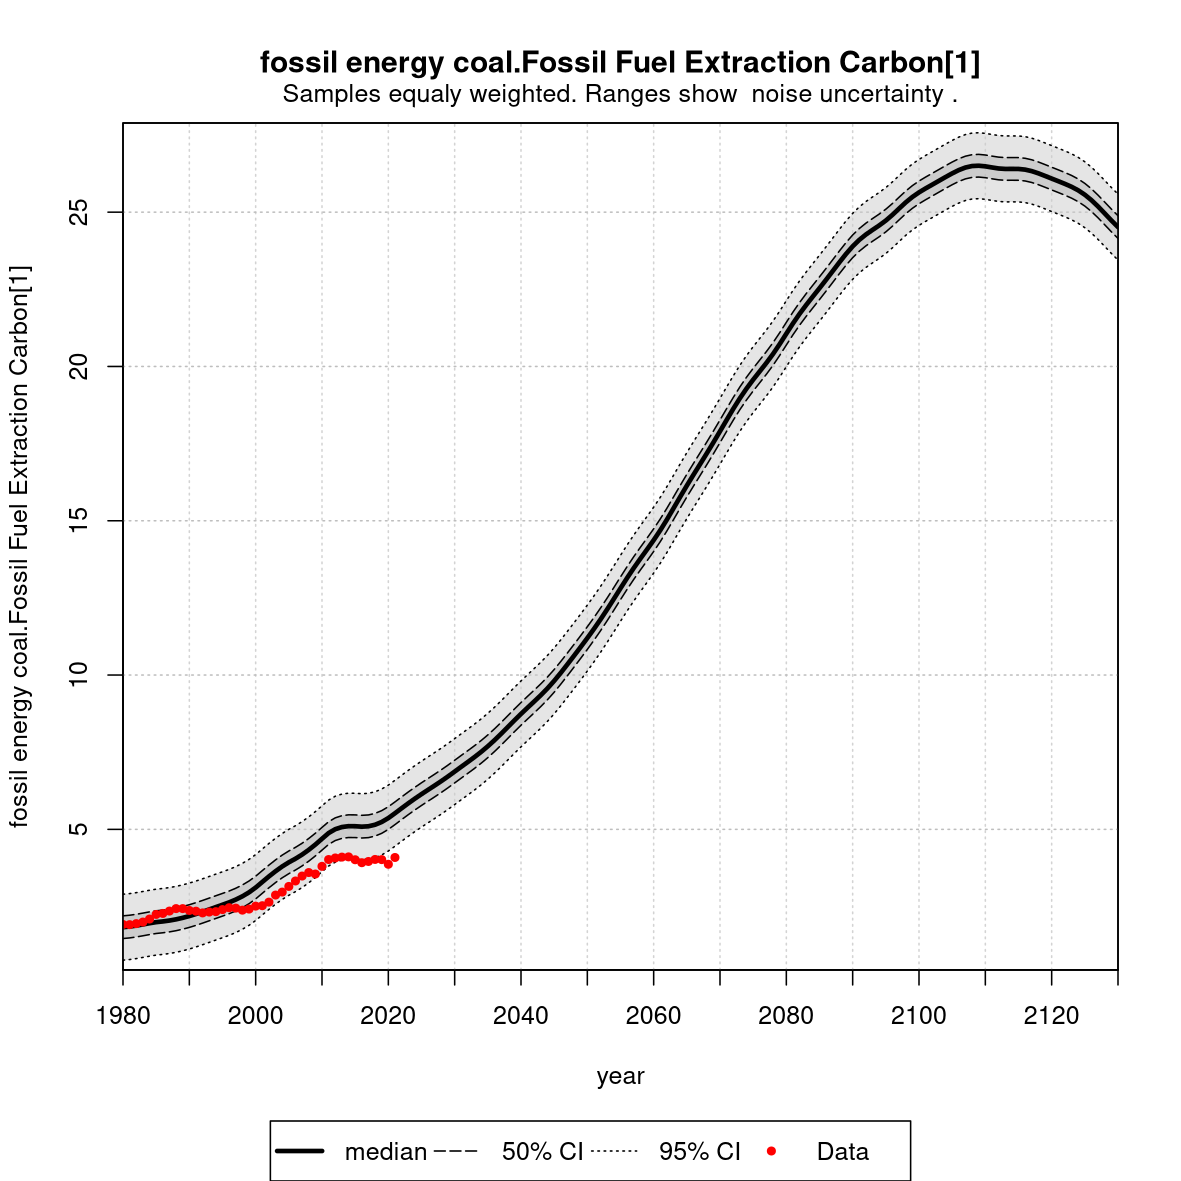 fossil energy coal.Fossil Fuel Extraction Carbon[1]
Samples equaly weighted. Ranges show  noise uncertainty .
fossil energy coal.Fossil Fuel Extraction Carbon[1]
25
20
15
10
5
1980 2000 2020 2040 2060 2080 2100 2120
year
median 50% CI 95% CI Data